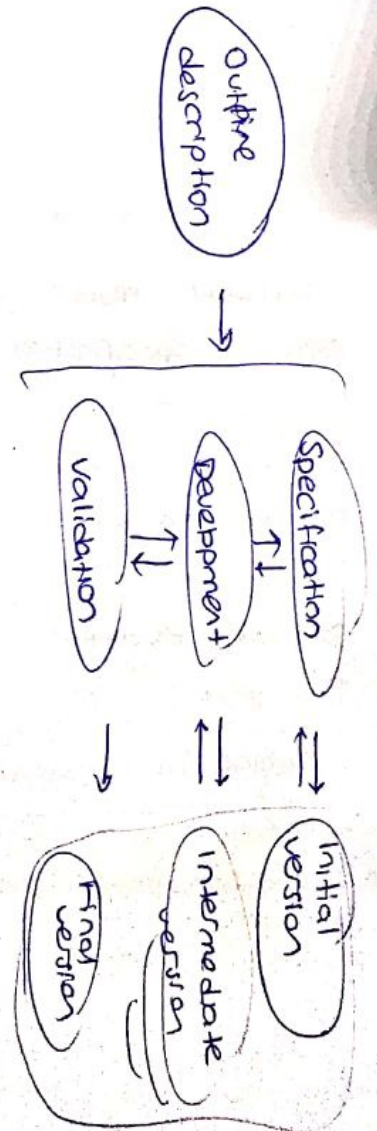 Outline
description
Specification
Development
Validation
Initial
version
Intermediate
version
Final
version